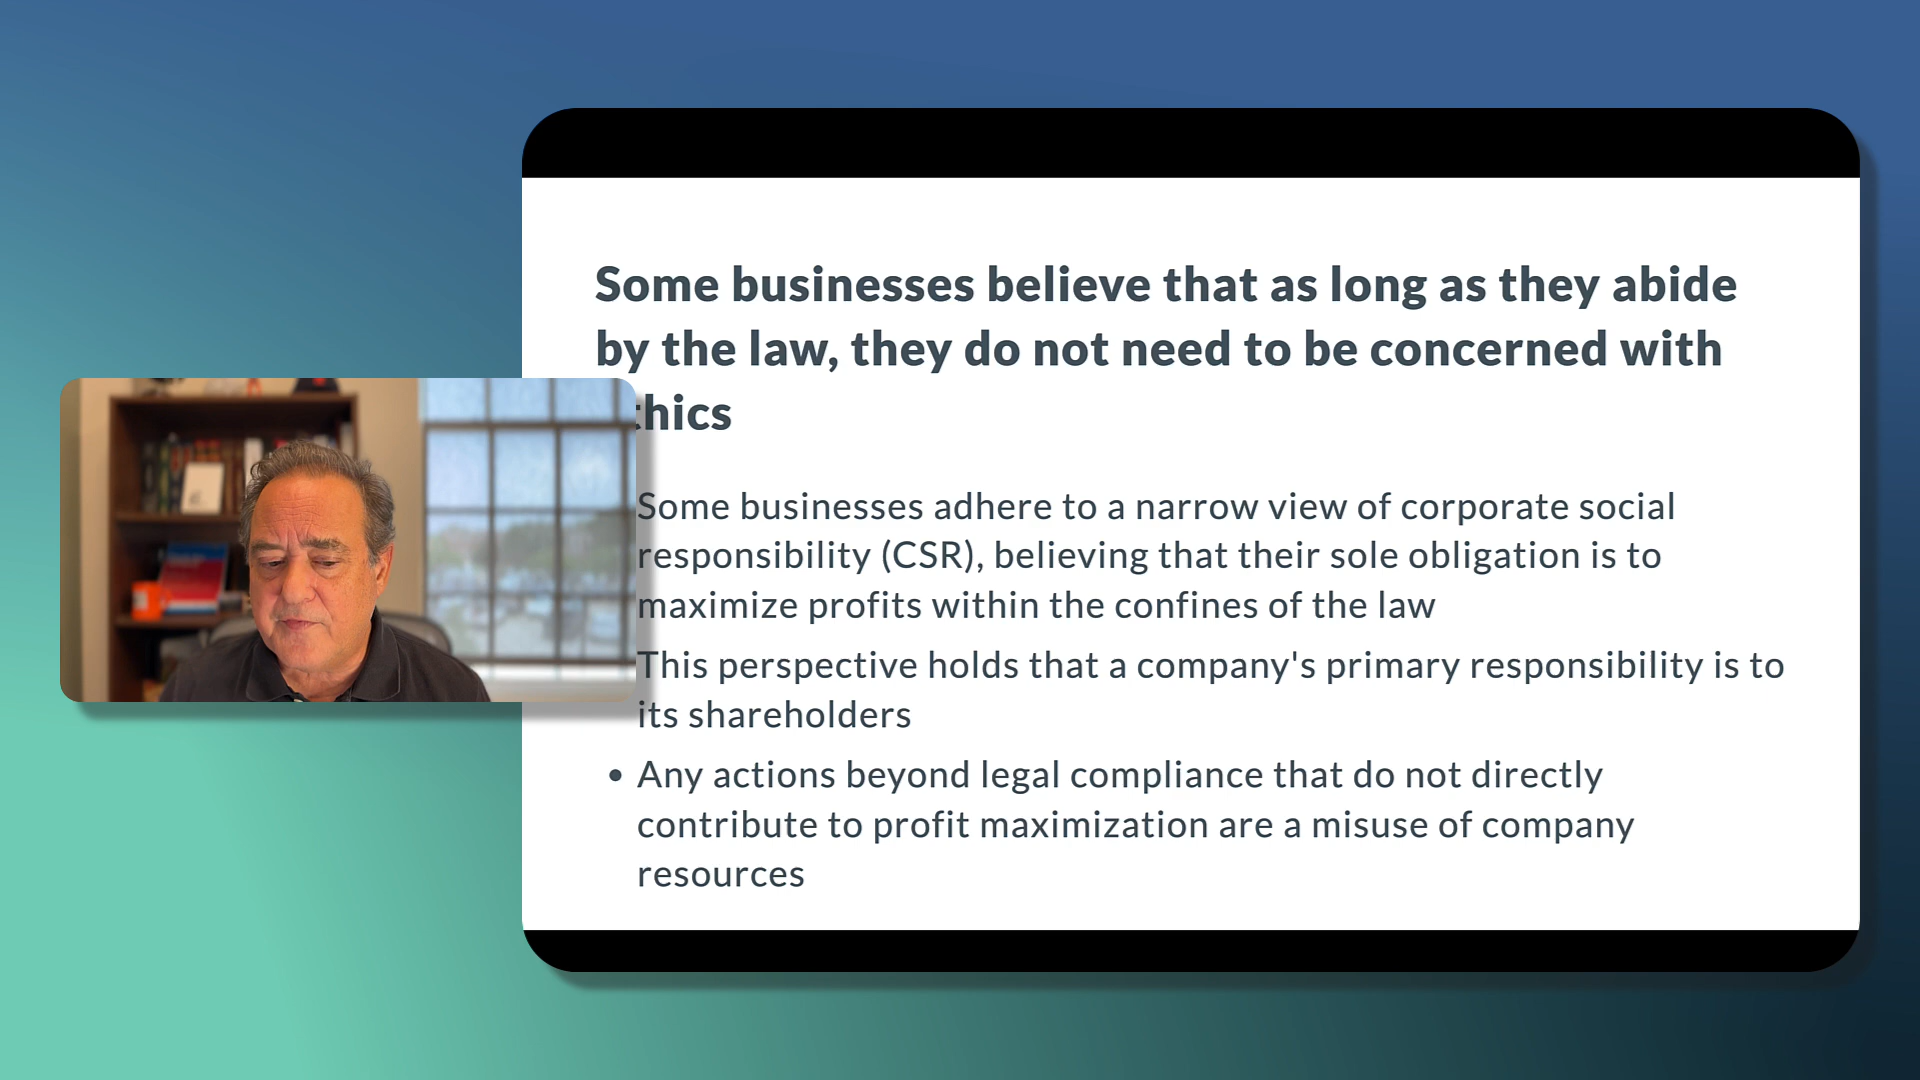 Some businesses believe that as long as they abide
by the law, they do not need to be concerned with
thics
Some businesses adhere to a narrow view of corporate social
responsibility (CSR), believing that their sole obligation is to
maximize profits within the confines of the law
This perspective holds that a company's primary responsibility is to
its shareholders
• Any actions beyond legal compliance that do not directly
contribute to profit maximization are a misuse of company
resources